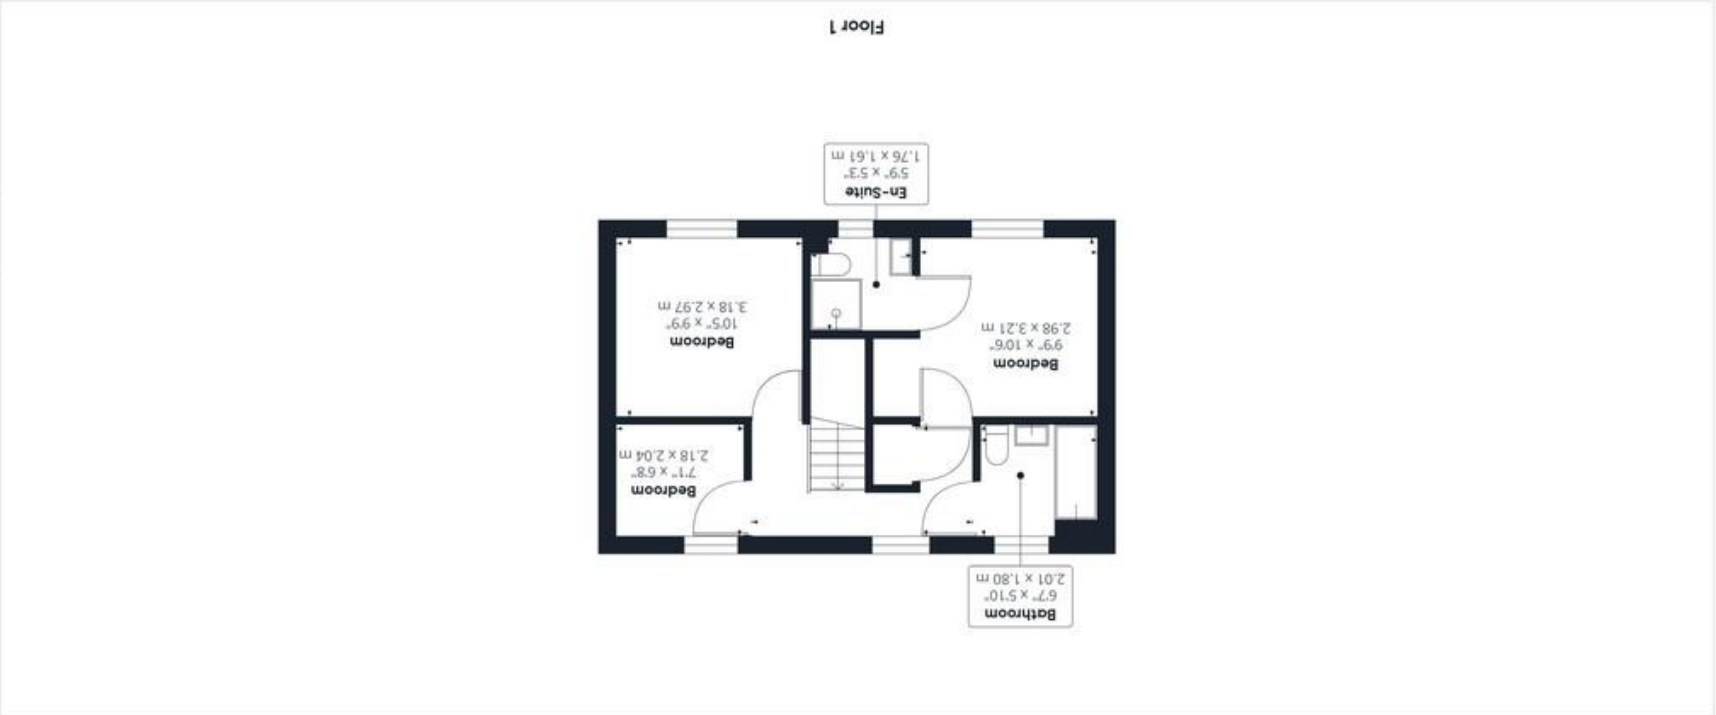 Bathroom
6'7" x 5'10"
2.01 x 1.80 m
Bedroom
7'1" x 6'8"
2.18 x 2.04 m
Bedroom
9'9" x 10'6"
2.98 x 3.21 m
Bedroom
10'5" x 9'9"
3.18 x 2.97 m
En-Suite
5'9" x 5'3"
1.76 x 1.61 m
Floor 1